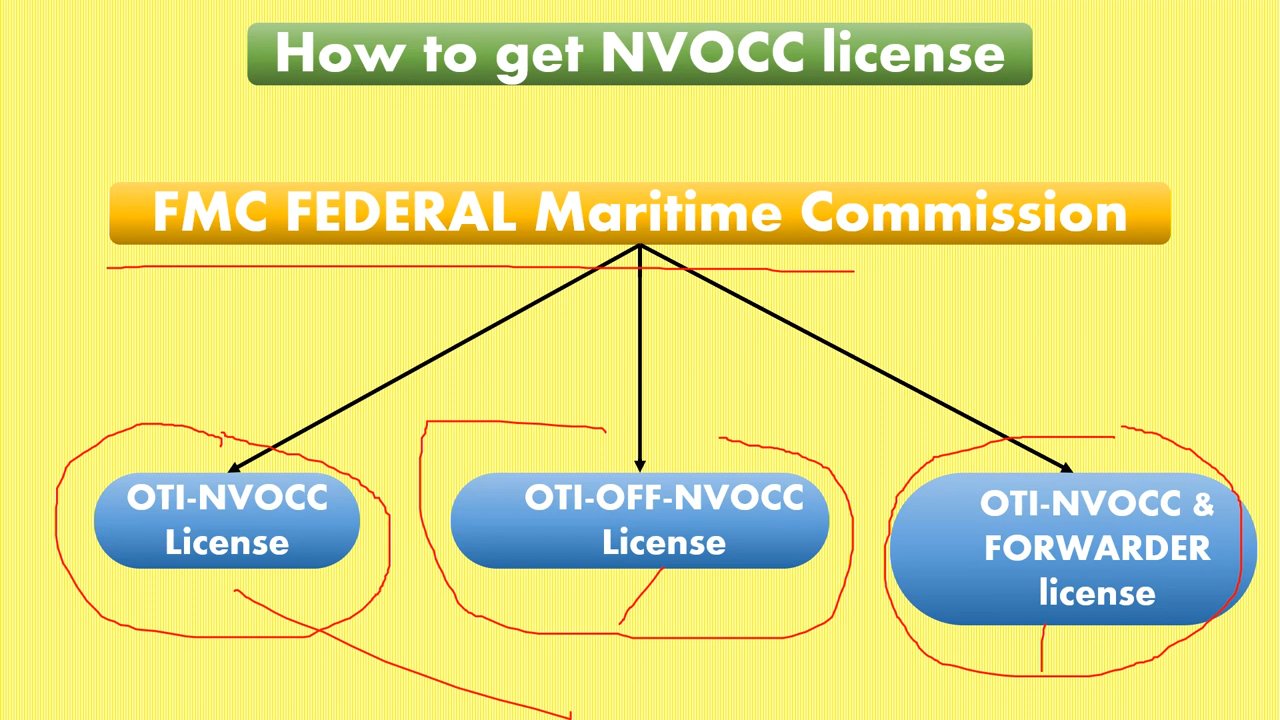 How to get NVOCC license
FMC FEDERAL Maritime Commission
OTI-NVOCC
License
OTI-OFF-NVOCC
License
OTI-NVOCC &
FORWARDER
license